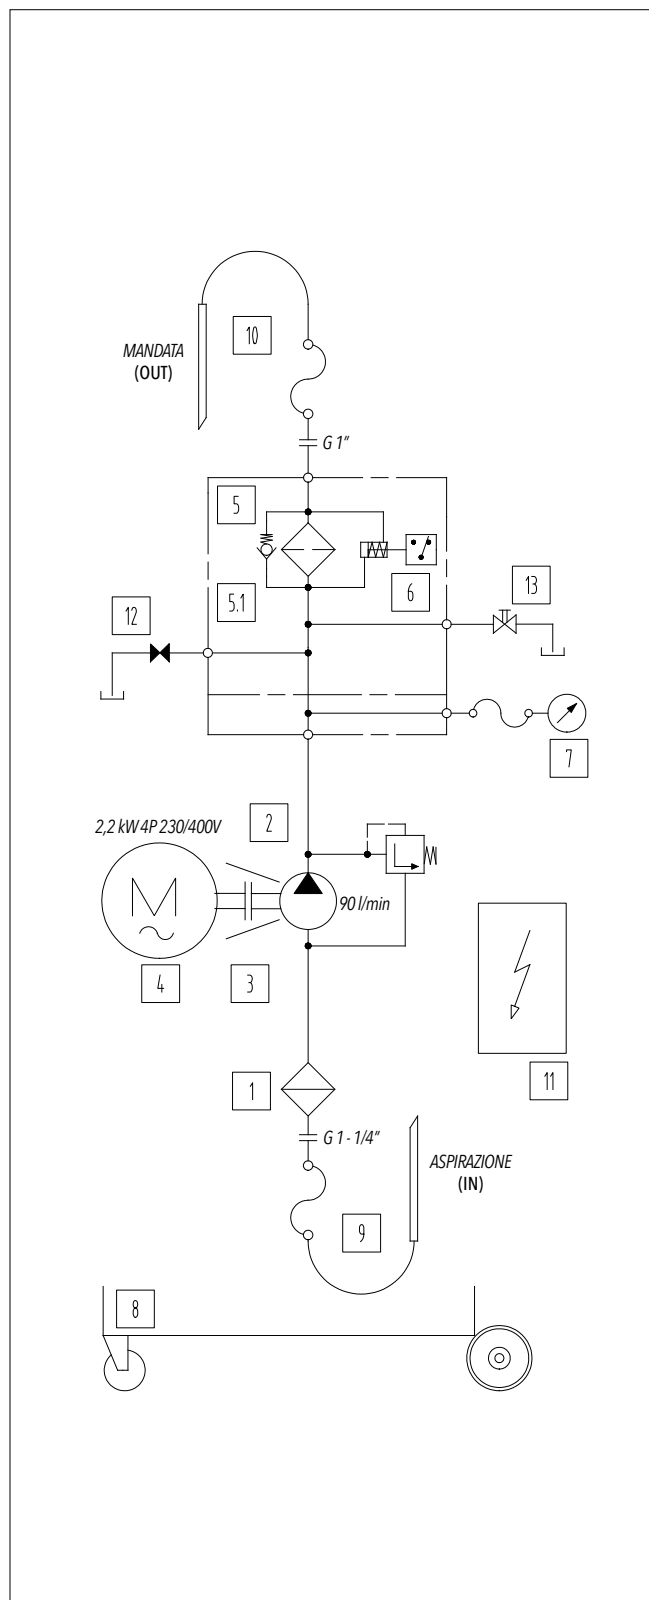 10
MANDATA
(OUT)
G 1"
5
5.1
6
13
12
7
2
2,2 kW 4P 230/400V
M
90 l/min
4
3
11
1
G 1 - 1/4"
ASPIRAZIONE
(IN)
9
8